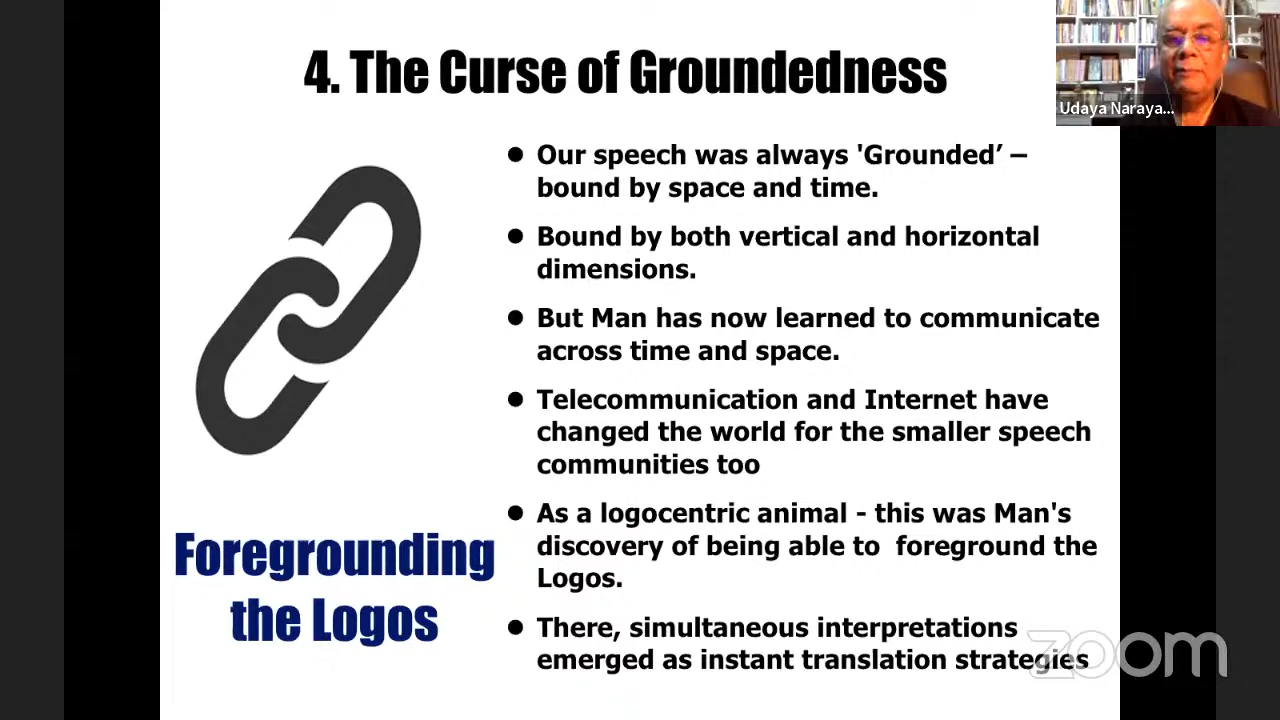 4. The Curse of Groundedness
Udaya Naraya...
● Our speech was always 'Grounded’ –
bound by space and time.
● Bound by both vertical and horizontal
dimensions.
● But Man has now learned to communicate
across time and space.
● Telecommunication and Internet have
changed the world for the smaller speech
communities too
● As a logocentric animal - this was Man's
discovery of being able to  foreground the
Logos.
● There, simultaneous interpretations
emerged as instant translation strategies
Foregrounding
the Logos
zoom